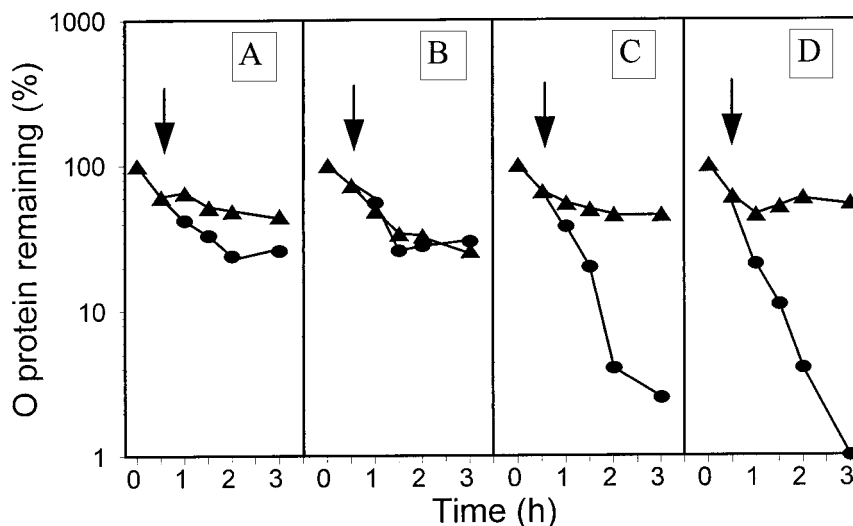 O protein remaining (%)
1000
100
10
1
A
B
C
D
0 1 2 3
0 1 2 3
0 1 2 3
0 1 2 3
Time (h)